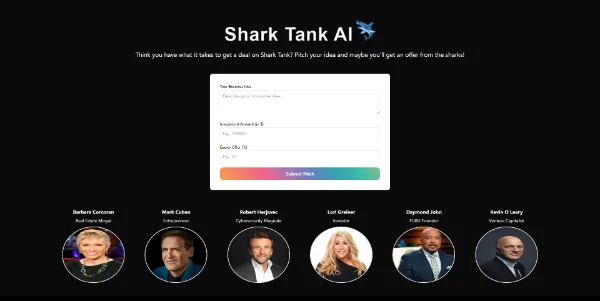 Shark Tank AI
Think you have what it takes to get a deal on Shark Tank? Pitch your idea and maybe you'll get an offer from the sharks!
Your Business Idea
Describe your innovative idea...
Investment Amount (in $)
E.g., 100000
Equity Offer (%)
E.g., 10
Submit Pitch
Barbara Corcoran
Mark Cuban
Robert Herjavec
Lori Greiner
Daymond John
Kevin O'Leary
Real Estate Mogul
Entrepreneur
Cybersecurity Magnate
Inventor
FUBU Founder
Venture Capitalist